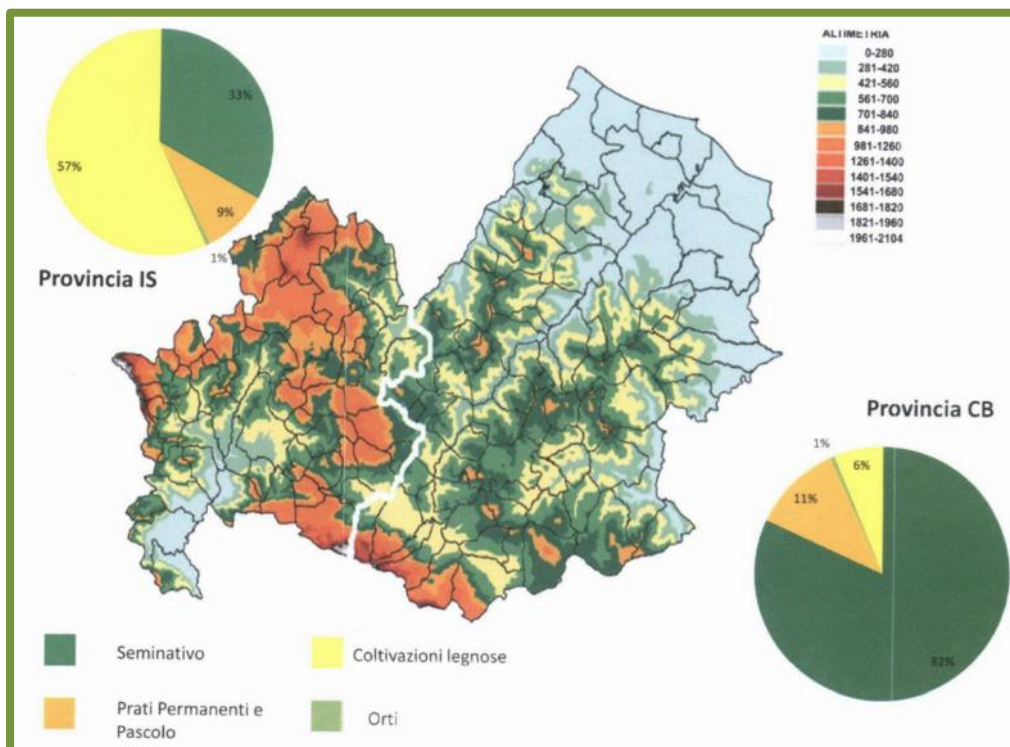 ALTIMETRIA
0-280
281-420
421-560
561-700
701-840
841-980
981-1260
1261-1400
1401-1540
1541-1680
1681-1820
1821-1960
1961-2104
33%
57%
9%
1%
Provincia IS
Provincia CB
1%
6%
11%
82%
Seminativo
Coltivazioni legnose
Prati Permanenti e
Pascolo
Orti